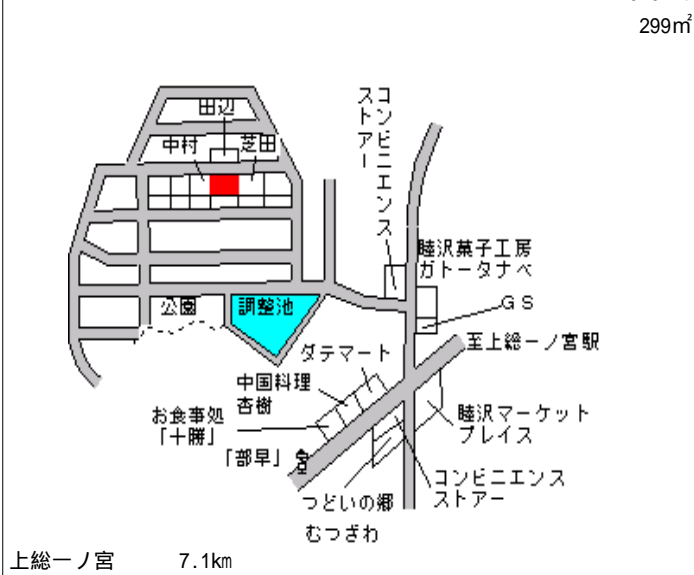 299㎡
田辺
中村
芝田
コンビニエンス
ストアー
睦沢菓子工房
ガトータナベ
ＧＳ
公園
調整池
至上総一ノ宮駅
ダテマート
中国料理
杏樹
お食事処
「十勝」
睦沢マーケット
プレイス
「部早」
コンビニエンス
ストアー
つどいの郷
むつざわ
上総一ノ宮 7.1km